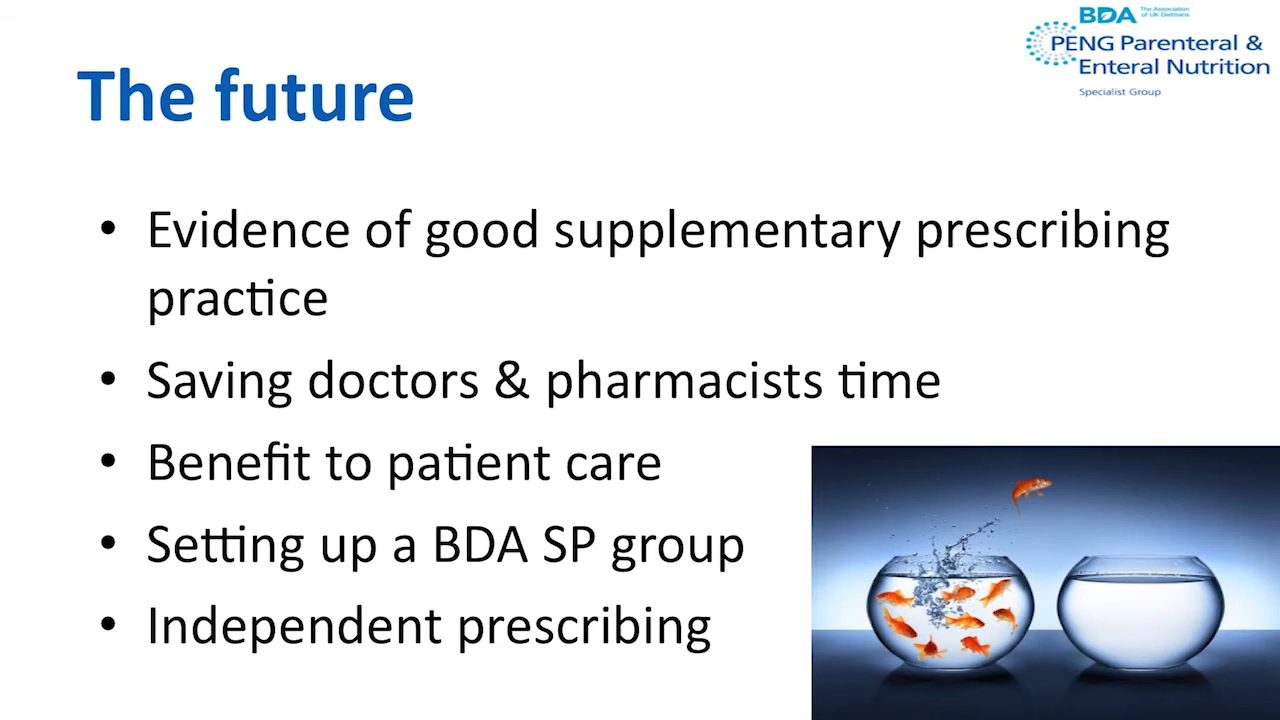 BDA The Association
of UK Dietitians
PENG Parenteral &
Enteral Nutrition
Specialist Group
The future
• Evidence of good supplementary prescribing
practice
• Saving doctors & pharmacists time
• Benefit to patient care
• Setting up a BDA SP group
• Independent prescribing